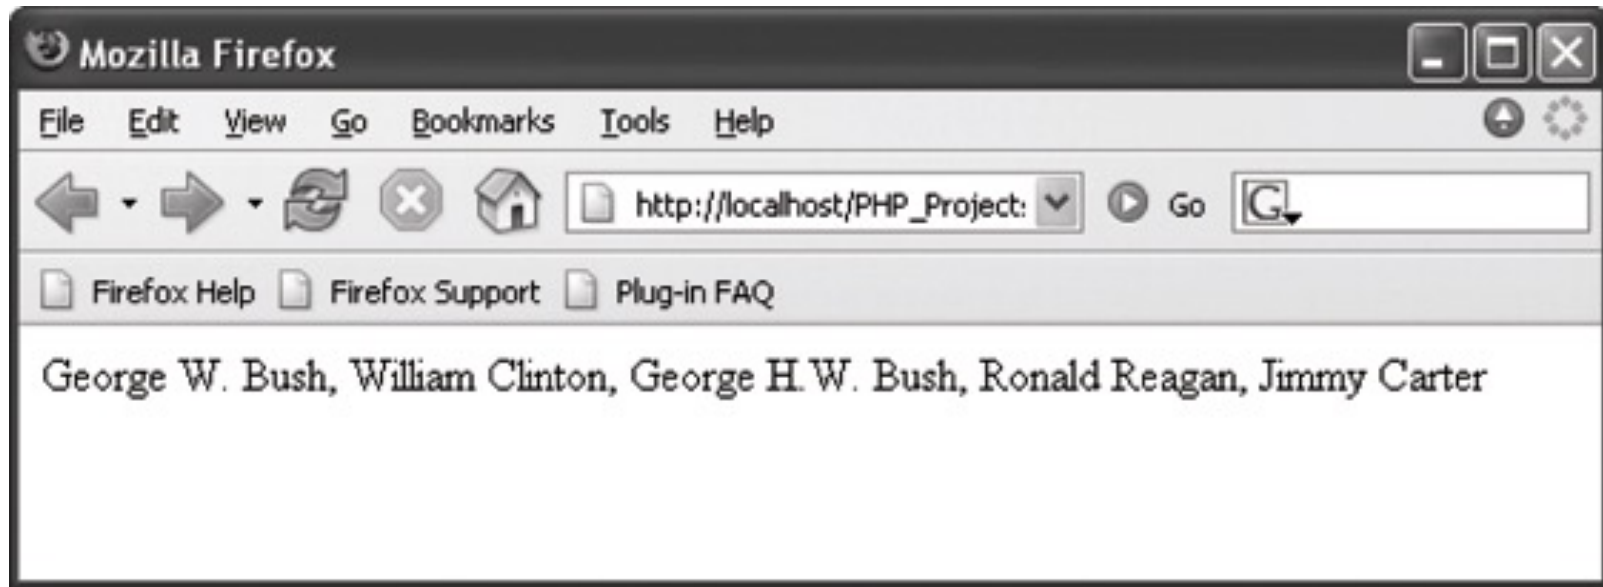 Mozilla Firefox
File Edit View Go Bookmarks Tools Help
http://localhost/PHP_Project: Go G
Firefox Help Firefox Support Plug-in FAQ
George W. Bush, William Clinton, George H.W. Bush, Ronald Reagan, Jimmy Carter